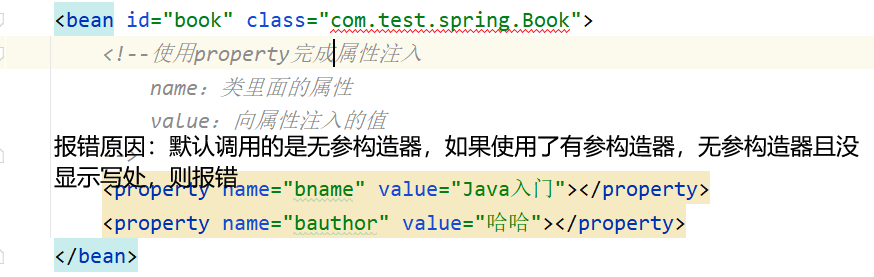 <bean id="book" class="com.test.spring.Book">
<!--使用property完成属性注入
name：类里面的属性
value：向属性注入的值
报错原因：默认调用的是无参构造器，如果使用了有参构造器，无参构造器且没
显示写处，则报错
<property name="bname" value="Java入门"></property>
<property name="bauthor" value="哈哈"></property>
</bean>